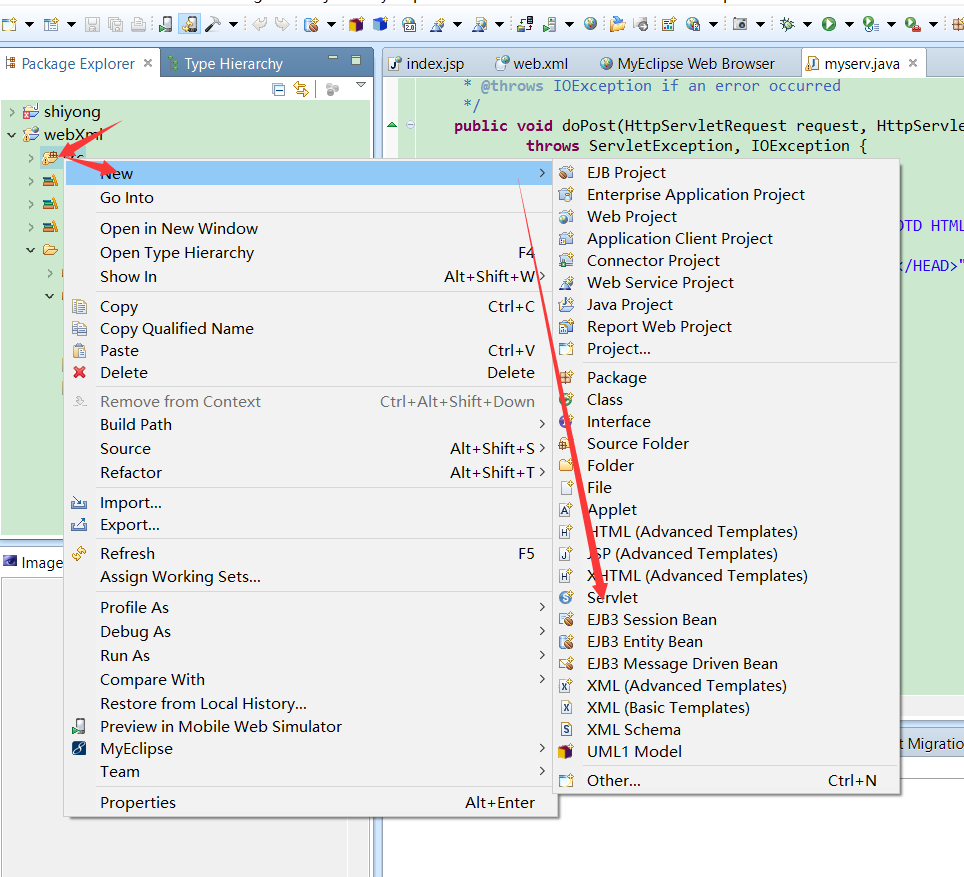 Package Explorer
Type Hierarchy
index.jsp
web.xml
MyEclipse Web Browser
myserv.java
shiyong
webXml
* @throws IOException if an error occurred
*/
public void doPost(HttpServletRequest request, HttpServle
throws ServletException, IOException {
OTD HTML
</HEAD>"
New
Go Into
Open in New Window
Open Type Hierarchy F4
Show In Alt+Shift+W
Copy Ctrl+C
Copy Qualified Name
Paste Ctrl+V
Delete Delete
Remove from Context Ctrl+Alt+Shift+Down
Build Path
Source Alt+Shift+S
Refactor Alt+Shift+T
Import...
Export...
Refresh F5
Assign Working Sets...
Profile As
Debug As
Run As
Compare With
Restore from Local History...
Preview in Mobile Web Simulator
MyEclipse
Team
Properties Alt+Enter
EJB Project
Enterprise Application Project
Web Project
Application Client Project
Connector Project
Web Service Project
Java Project
Report Web Project
Project...
Package
Class
Interface
Source Folder
Folder
File
Applet
HTML (Advanced Templates)
JSP (Advanced Templates)
XHTML (Advanced Templates)
Servlet
EJB3 Session Bean
EJB3 Entity Bean
EJB3 Message Driven Bean
XML (Advanced Templates)
XML (Basic Templates)
XML Schema
UML1 Model
Other... Ctrl+N
Image
t Migratio